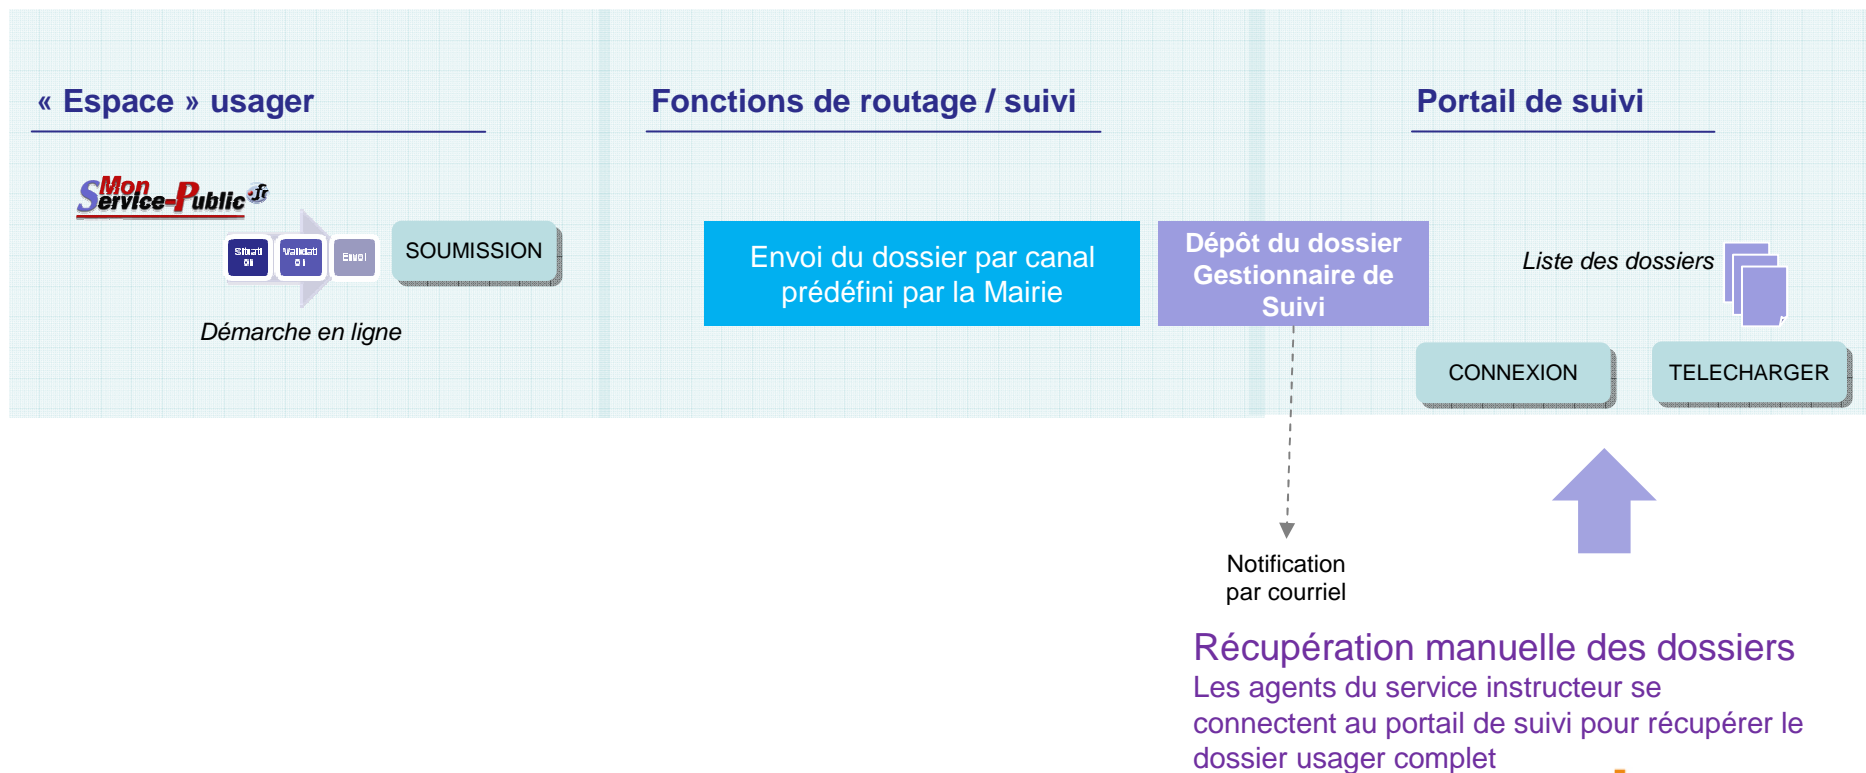 « Espace » usager
Fonctions de routage / suivi
Portail de suivi
Mon
Service-Public.fr
Envoi
SOUMISSION
Démarche en ligne
Envoi du dossier par canal
prédéfini par la Mairie
Dépôt du dossier
Gestionnaire de
Suivi
Liste des dossiers
CONNEXION
TELECHARGER
Notification
par courriel
Récupération manuelle des dossiers
Les agents du service instructeur se
connectent au portail de suivi pour récupérer le
dossier usager complet